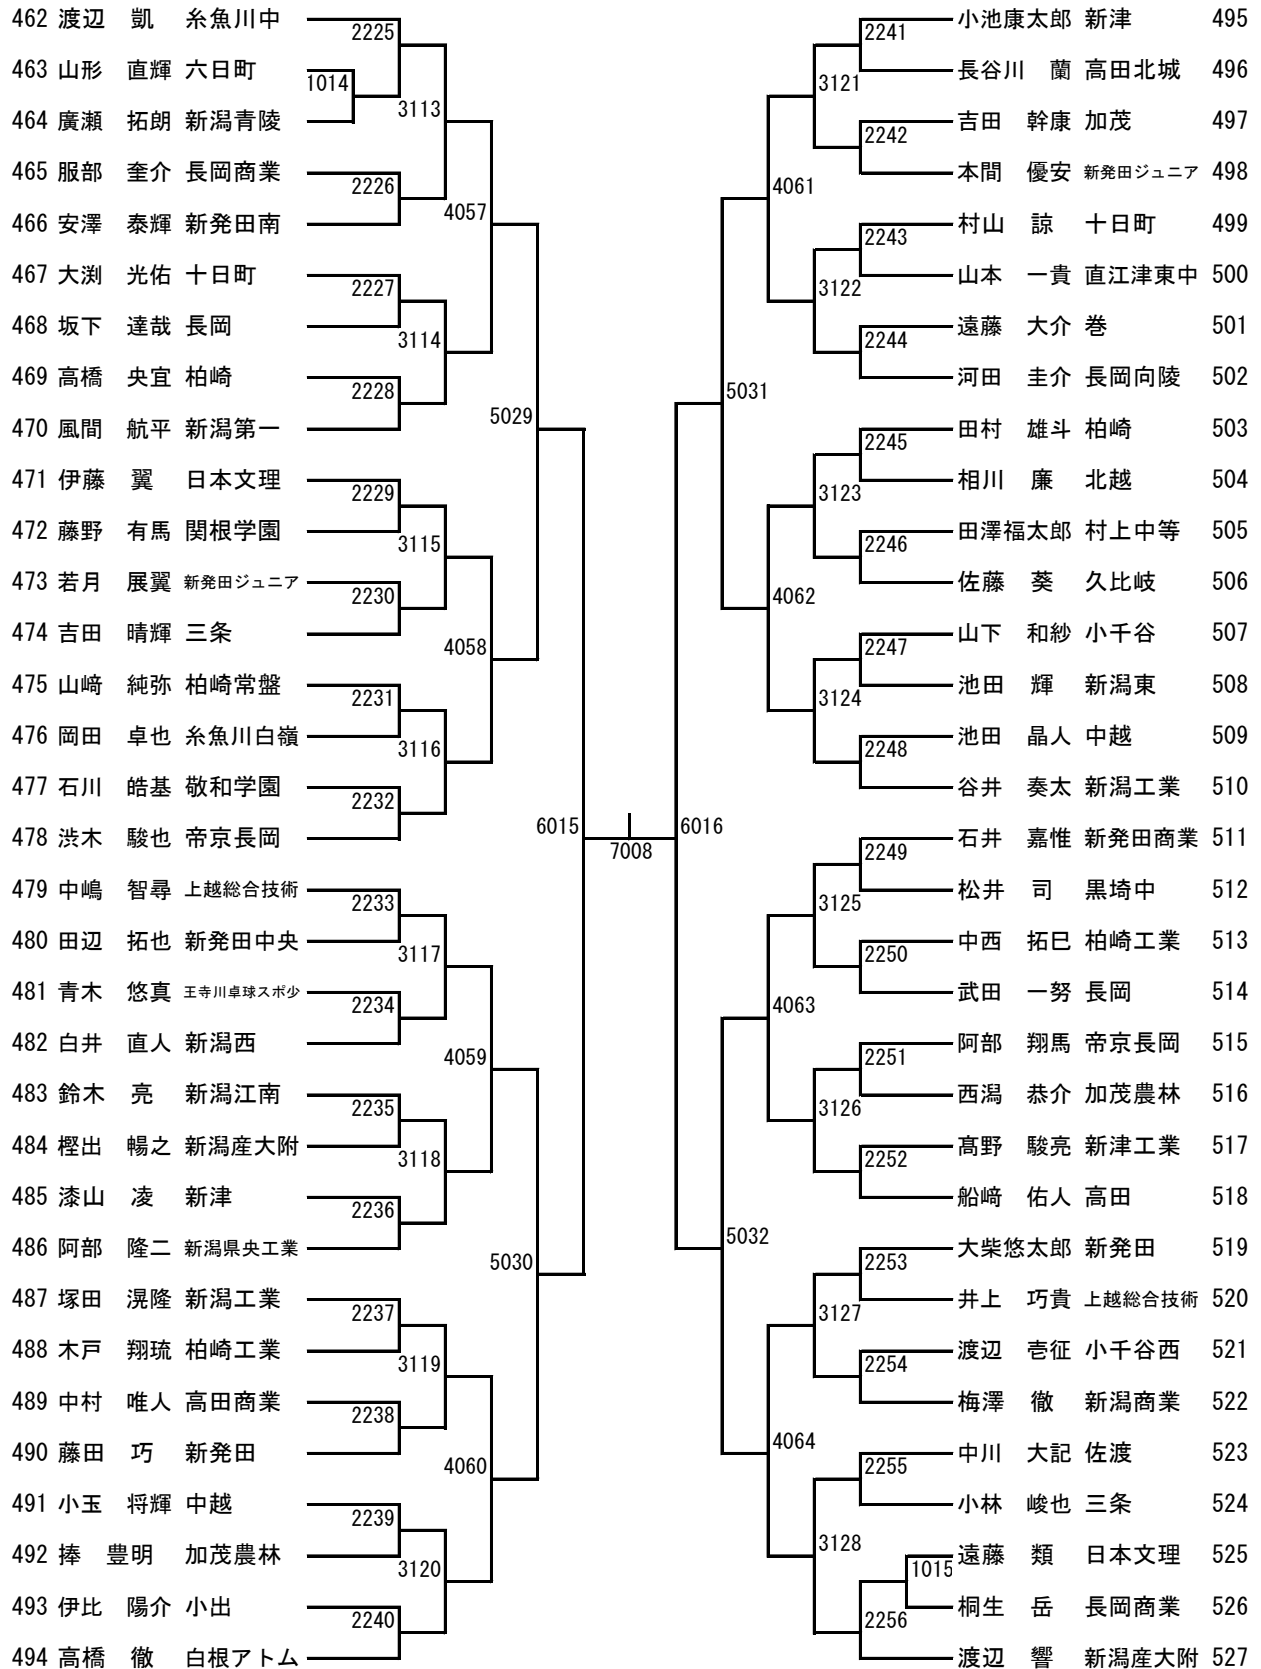 462 渡辺　凱 糸魚川中
2225
463 山形　直輝 六日町
1014
3113
464 廣瀬　拓朗 新潟青陵
465 服部　奎介 長岡商業
2226
466 安澤　泰輝 新発田南
4057
467 大渕　光佑 十日町
2227
468 坂下　達哉 長岡
3114
469 高橋　央宜 柏崎
2228
470 風間　航平 新潟第一
5029
471 伊藤　翼 日本文理
2229
472 藤野　有馬 関根学園
3115
473 若月　展翼 新発田ジュニア
2230
474 吉田　晴輝 三条
4058
475 山﨑　純弥 柏崎常盤
2231
476 岡田　卓也 糸魚川白嶺
3116
477 石川　皓基 敬和学園
2232
478 渋木　駿也 帝京長岡
6015
7008
479 中嶋　智尋 上越総合技術
2233
480 田辺　拓也 新発田中央
3117
481 青木　悠真 王寺川卓球スポ少
2234
482 白井　直人 新潟西
4059
483 鈴木　亮 新潟江南
2235
484 樫出　暢之 新潟産大附
3118
485 漆山　凌 新津
2236
486 阿部　隆二 新潟県央工業
5030
487 塚田　滉隆 新潟工業
2237
488 木戸　翔琉 柏崎工業
3119
489 中村　唯人 高田商業
2238
490 藤田　巧 新発田
4060
491 小玉　将輝 中越
2239
492 捧　豊明 加茂農林
3120
493 伊比　陽介 小出
2240
494 高橋　徹 白根アトム
小池康太郎 新津 495
2241
長谷川　蘭 高田北城 496
3121
吉田　幹康 加茂 497
2242
本間　優安 新発田ジュニア 498
4061
村山　諒 十日町 499
2243
山本　一貴 直江津東中 500
3122
遠藤　大介 巻 501
2244
河田　圭介 長岡向陵 502
5031
田村　雄斗 柏崎 503
2245
相川　廉 北越 504
3123
田澤福太郎 村上中等 505
2246
佐藤　葵 久比岐 506
4062
山下　和紗 小千谷 507
2247
池田　輝 新潟東 508
3124
池田　晶人 中越 509
2248
谷井　奏太 新潟工業 510
6016
石井　嘉惟 新発田商業 511
2249
松井　司 黒埼中 512
3125
中西　拓巳 柏崎工業 513
2250
武田　一努 長岡 514
4063
阿部　翔馬 帝京長岡 515
2251
西潟　恭介 加茂農林 516
3126
髙野　駿亮 新津工業 517
2252
船﨑　佑人 高田 518
5032
大柴悠太郎 新発田 519
2253
井上　巧貴 上越総合技術 520
3127
渡辺　壱征 小千谷西 521
2254
梅澤　徹 新潟商業 522
4064
中川　大記 佐渡 523
2255
小林　峻也 三条 524
3128
遠藤　類 日本文理 525
1015
桐生　岳 長岡商業 526
2256
渡辺　響 新潟産大附 527